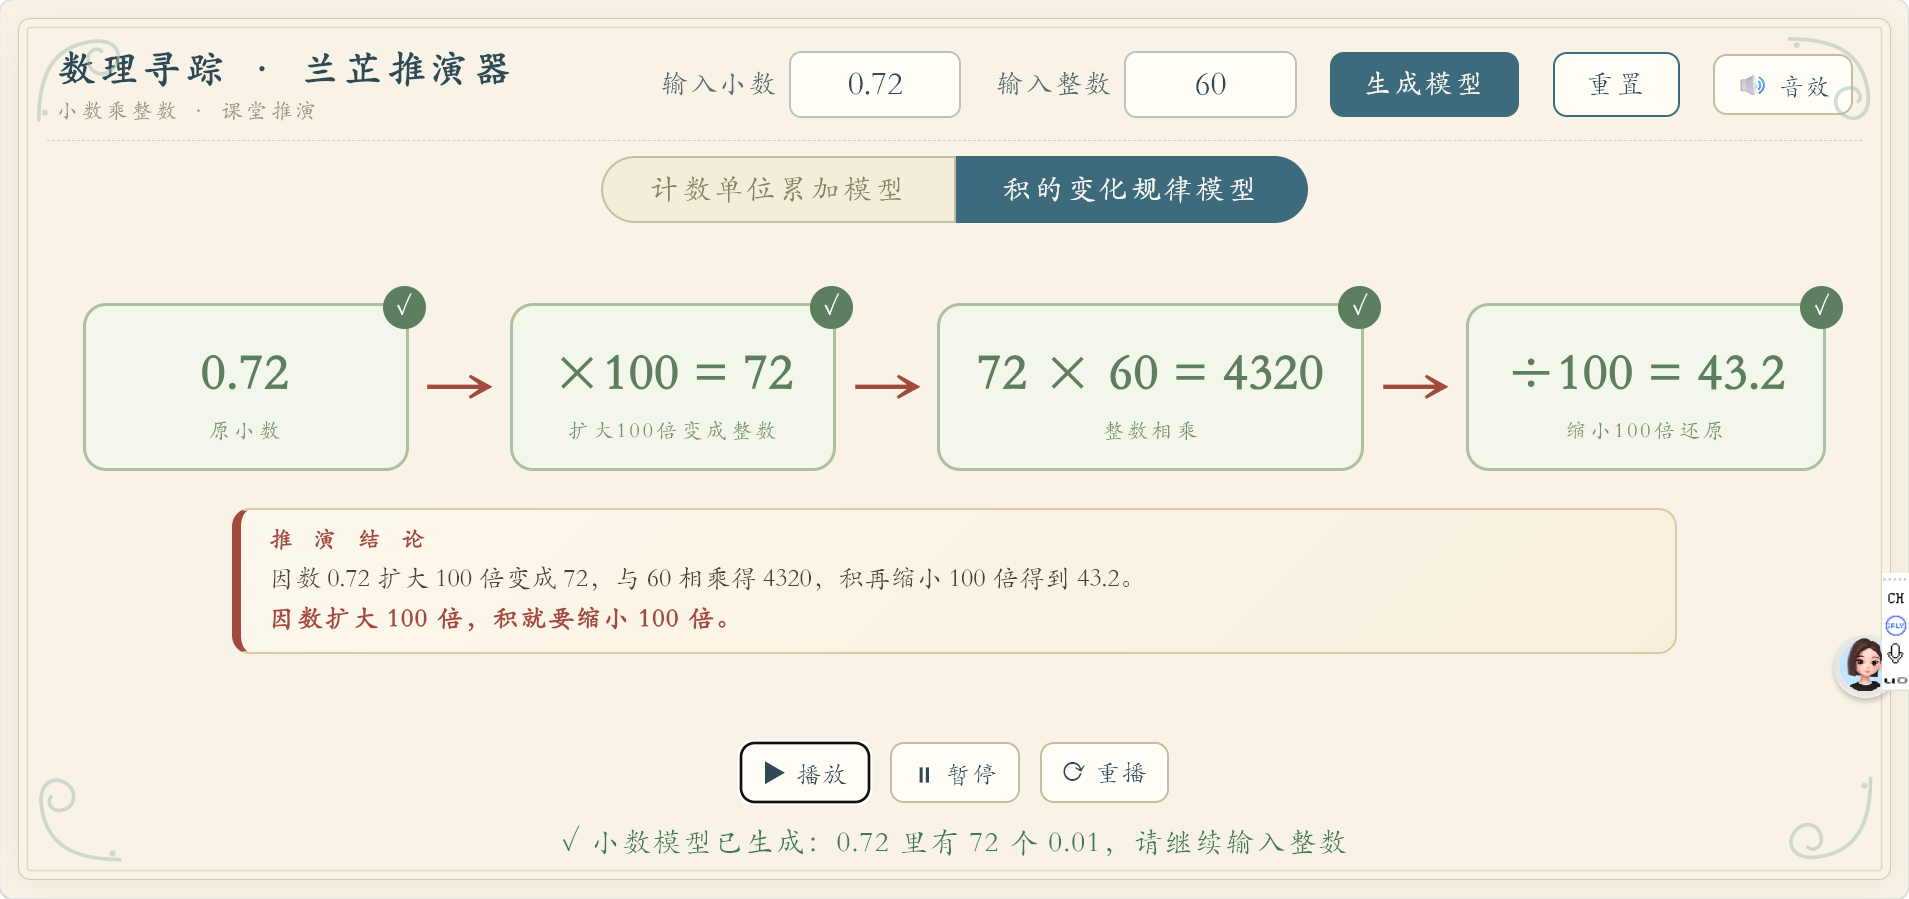 数理寻踪 · 兰芷推演器
小数乘整数 · 课堂推演
输入小数 0.72 输入整数 60 生成模型 重置 音效
计数单位累加模型 积的变化规律模型
√ √ √ √
0.72 → ×100 = 72 → 72 × 60 = 4320 → ÷100 = 43.2
原小数 扩大100倍变成整数 整数相乘 缩小100倍还原
推演结论
因数 0.72 扩大 100 倍变成 72，与 60 相乘得 4320，积再缩小 100 倍得到 43.2。
因数扩大 100 倍，积就要缩小 100 倍。
CH
iFLY
播放 暂停 重播
√ 小数模型已生成：0.72 里有 72 个 0.01，请继续输入整数